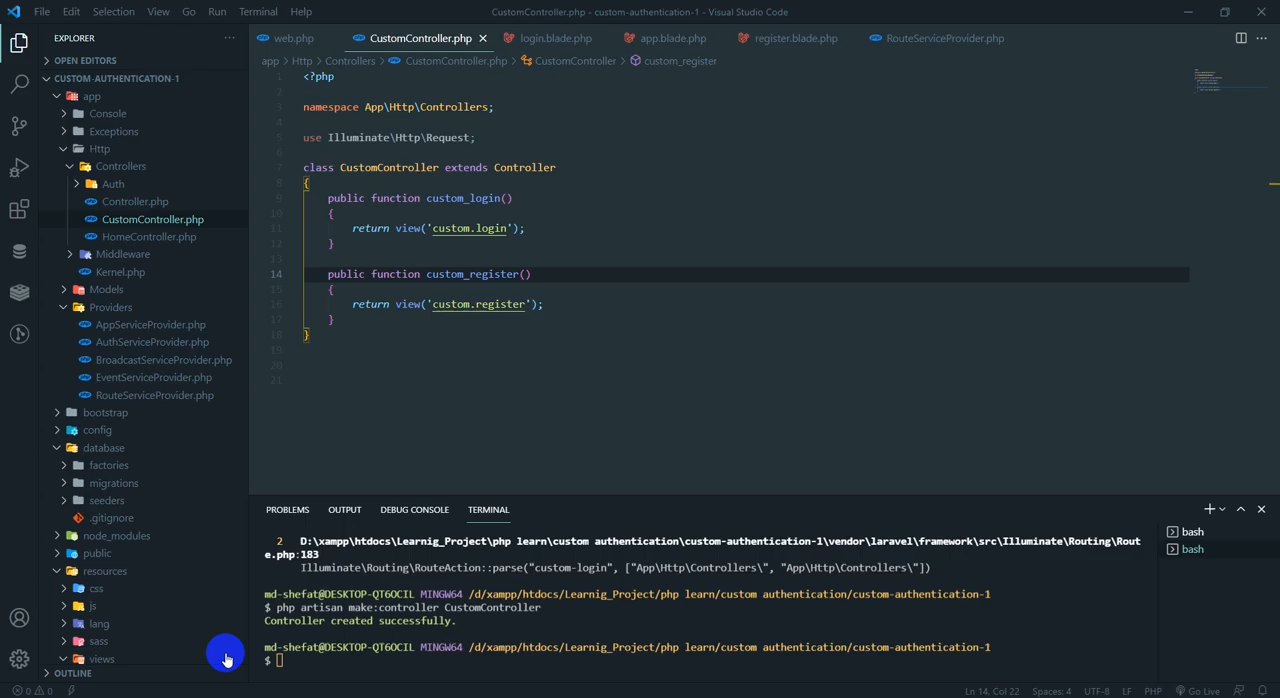 File Edit Selection View Go Run Terminal Help
CustomController.php - custom-authentication-1 - Visual Studio Code
EXPLORER
OPEN EDITORS
CUSTOM-AUTHENTICATION-1
app
Console
Exceptions
Http
Controllers
Auth
Controller.php
CustomController.php
HomeController.php
Middleware
Kernel.php
Models
Providers
AppServiceProvider.php
AuthServiceProvider.php
BroadcastServiceProvider.php
EventServiceProvider.php
RouteServiceProvider.php
bootstrap
config
database
factories
migrations
seeders
.gitignore
node_modules
public
resources
css
js
lang
sass
views
OUTLINE
web.php CustomController.php login.blade.php app.blade.php register.blade.php RouteServiceProvider.php
app > Http > Controllers > CustomController.php > CustomController > custom_register
1 <?php
2
3 namespace App\Http\Controllers;
4
5 use Illuminate\Http\Request;
6
7 class CustomController extends Controller
8 {
9 public function custom_login()
10 {
11 return view('custom.login');
12 }
13
14 public function custom_register()
15 {
16 return view('custom.register');
17 }
18 }
19
20
21
PROBLEMS OUTPUT DEBUG CONSOLE TERMINAL
2 D:\xampp\htdocs\Learnig_Project\php learn\custom authentication\custom-authentication-1\vendor\laravel\framework\src\Illuminate\Routing\Rout
e.php:183
Illuminate\Routing\RouteAction::parse("custom-login", ["App\Http\Controllers\", "App\Http\Controllers\"])
md-shefat@DESKTOP-QT6OCIL MINGW64 /d/xampp/htdocs/Learnig_Project/php learn/custom authentication/custom-authentication-1
$ php artisan make:controller CustomController
Controller created successfully.
md-shefat@DESKTOP-QT6OCIL MINGW64 /d/xampp/htdocs/Learnig_Project/php learn/custom authentication/custom-authentication-1
$
bash
bash
0 0
Ln 14, Col 22 Spaces: 4 UTF-8 LF PHP Go Live